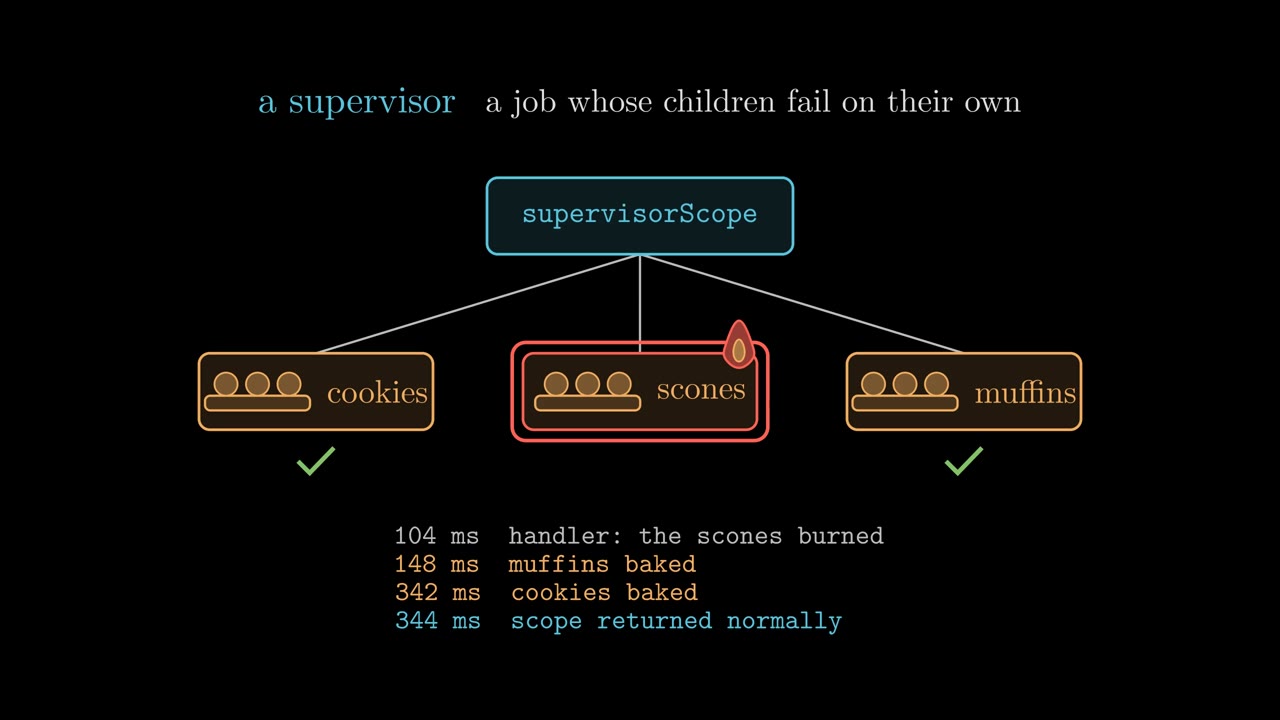 a supervisor a job whose children fail on their own
supervisorScope
cookies
scones
muffins
104 ms handler: the scones burned
148 ms muffins baked
342 ms cookies baked
344 ms scope returned normally